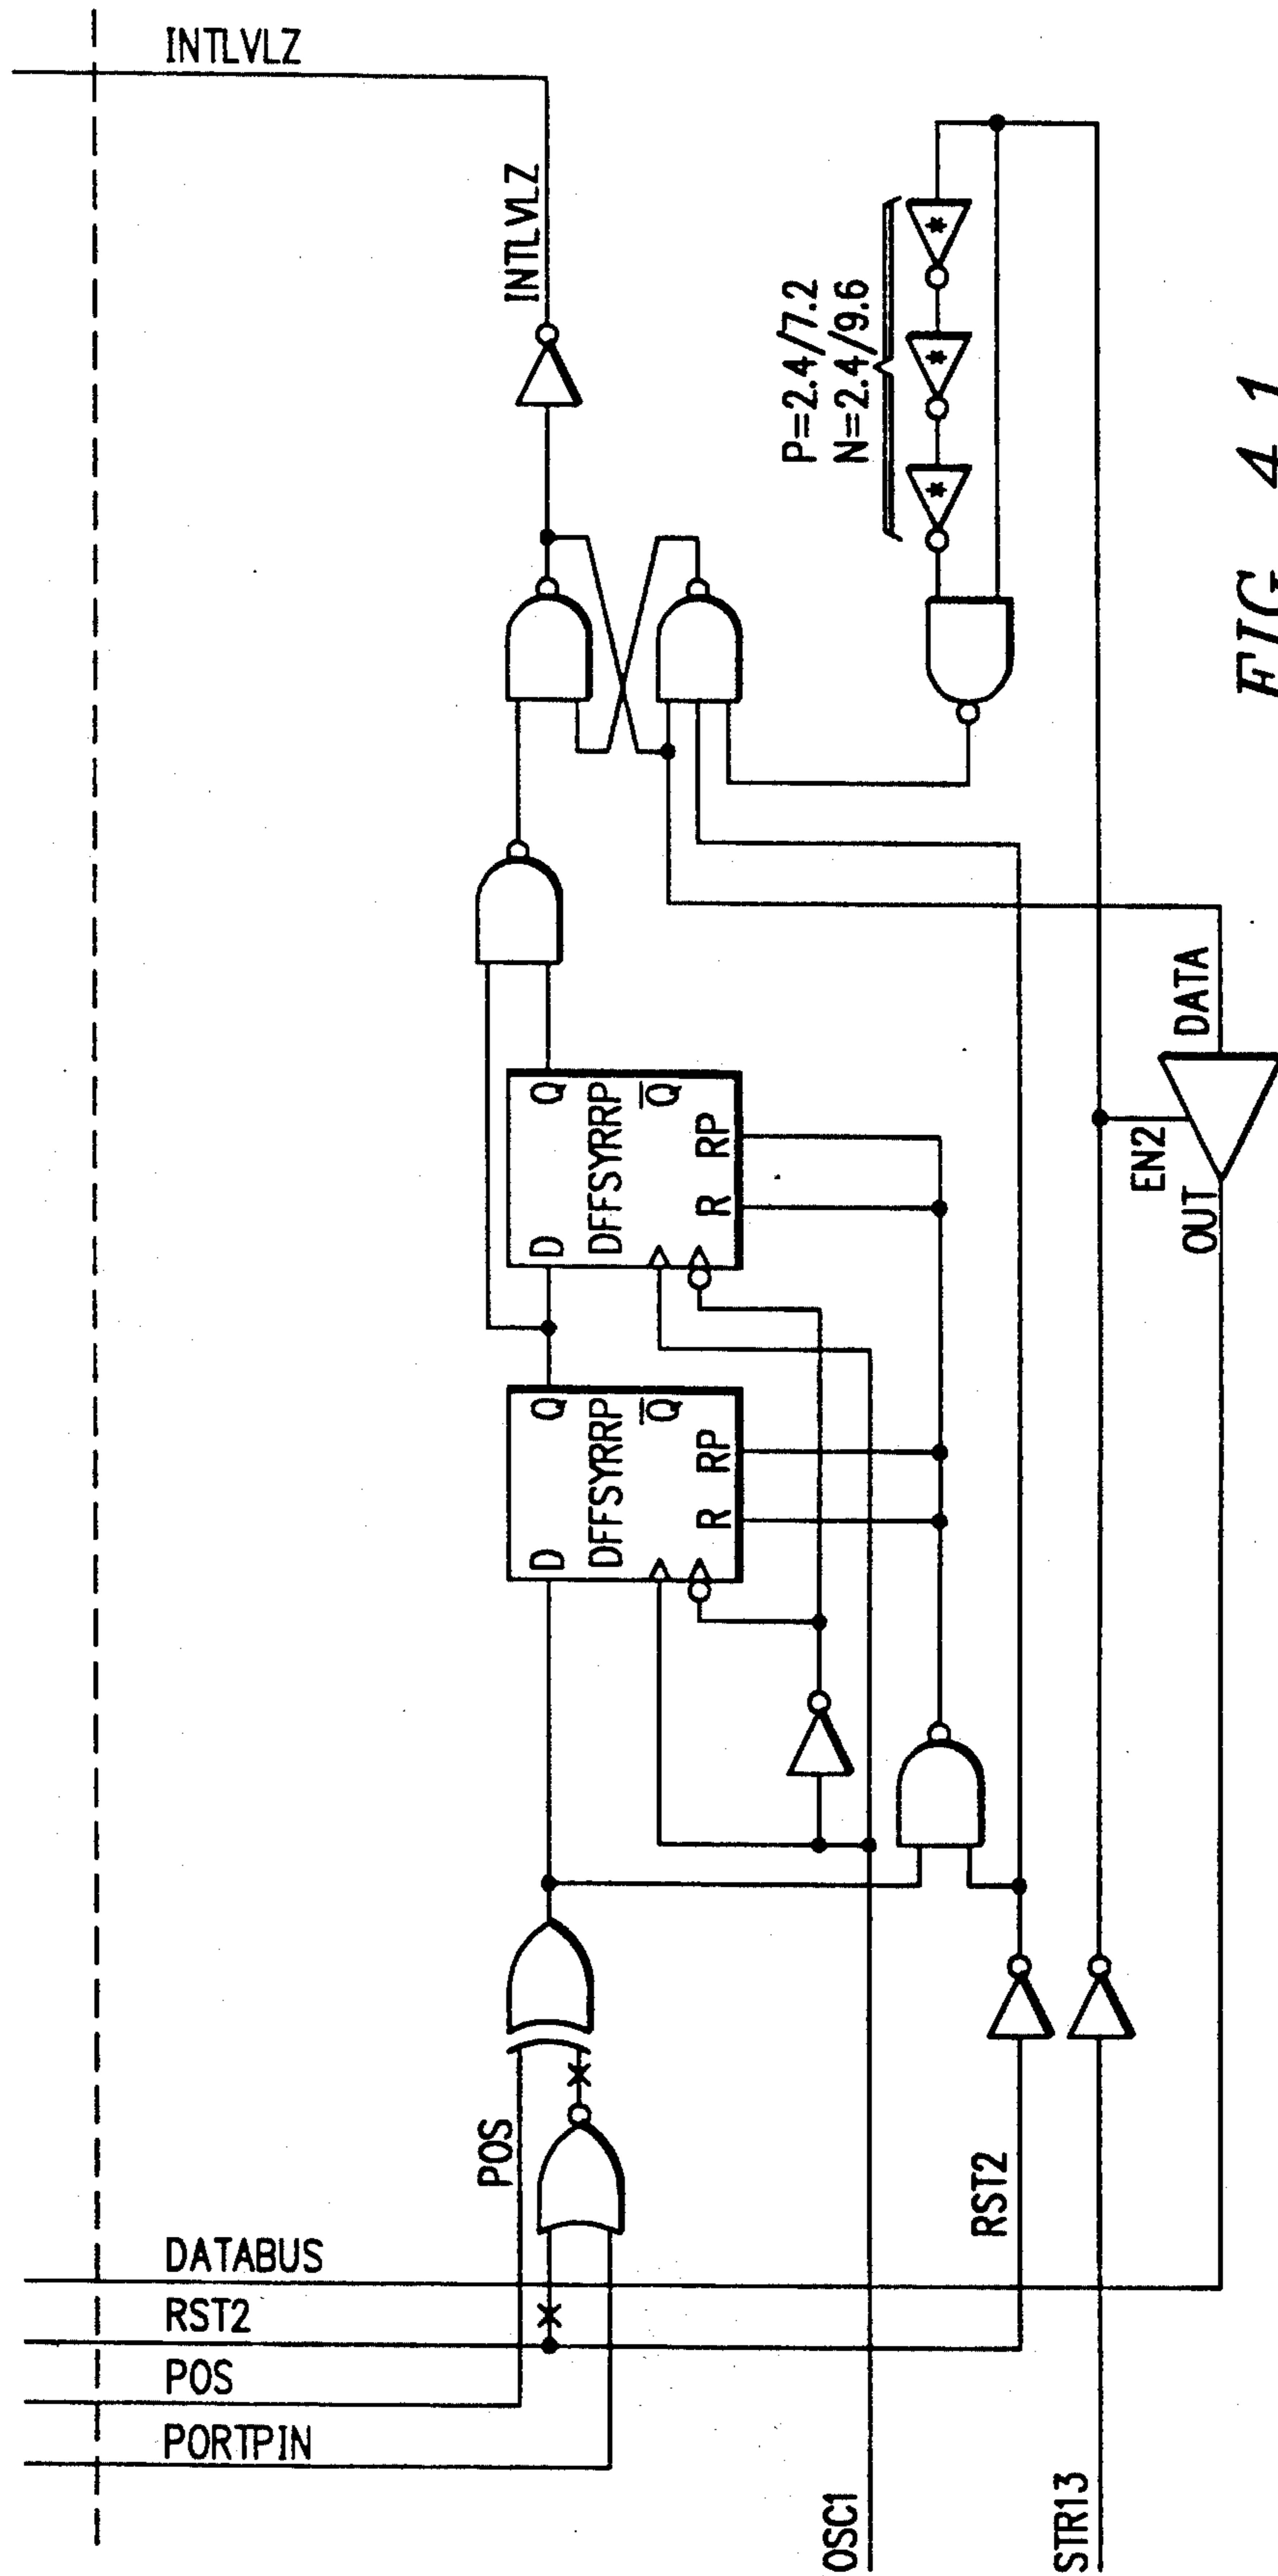 INTLVLZ
INTLVLZ
P=2.4/7.2
N=2.4/9.6
*
*
*
Q
DFFSYRRP
Q
D
R
RP
Q
DFFSYRRP
Q
D
R
RP
DATA
EN2
OUT
POS
RST2
DATABUS
RST2
POS
PORTPIN
OSC1
STR13
FIG. 4.1